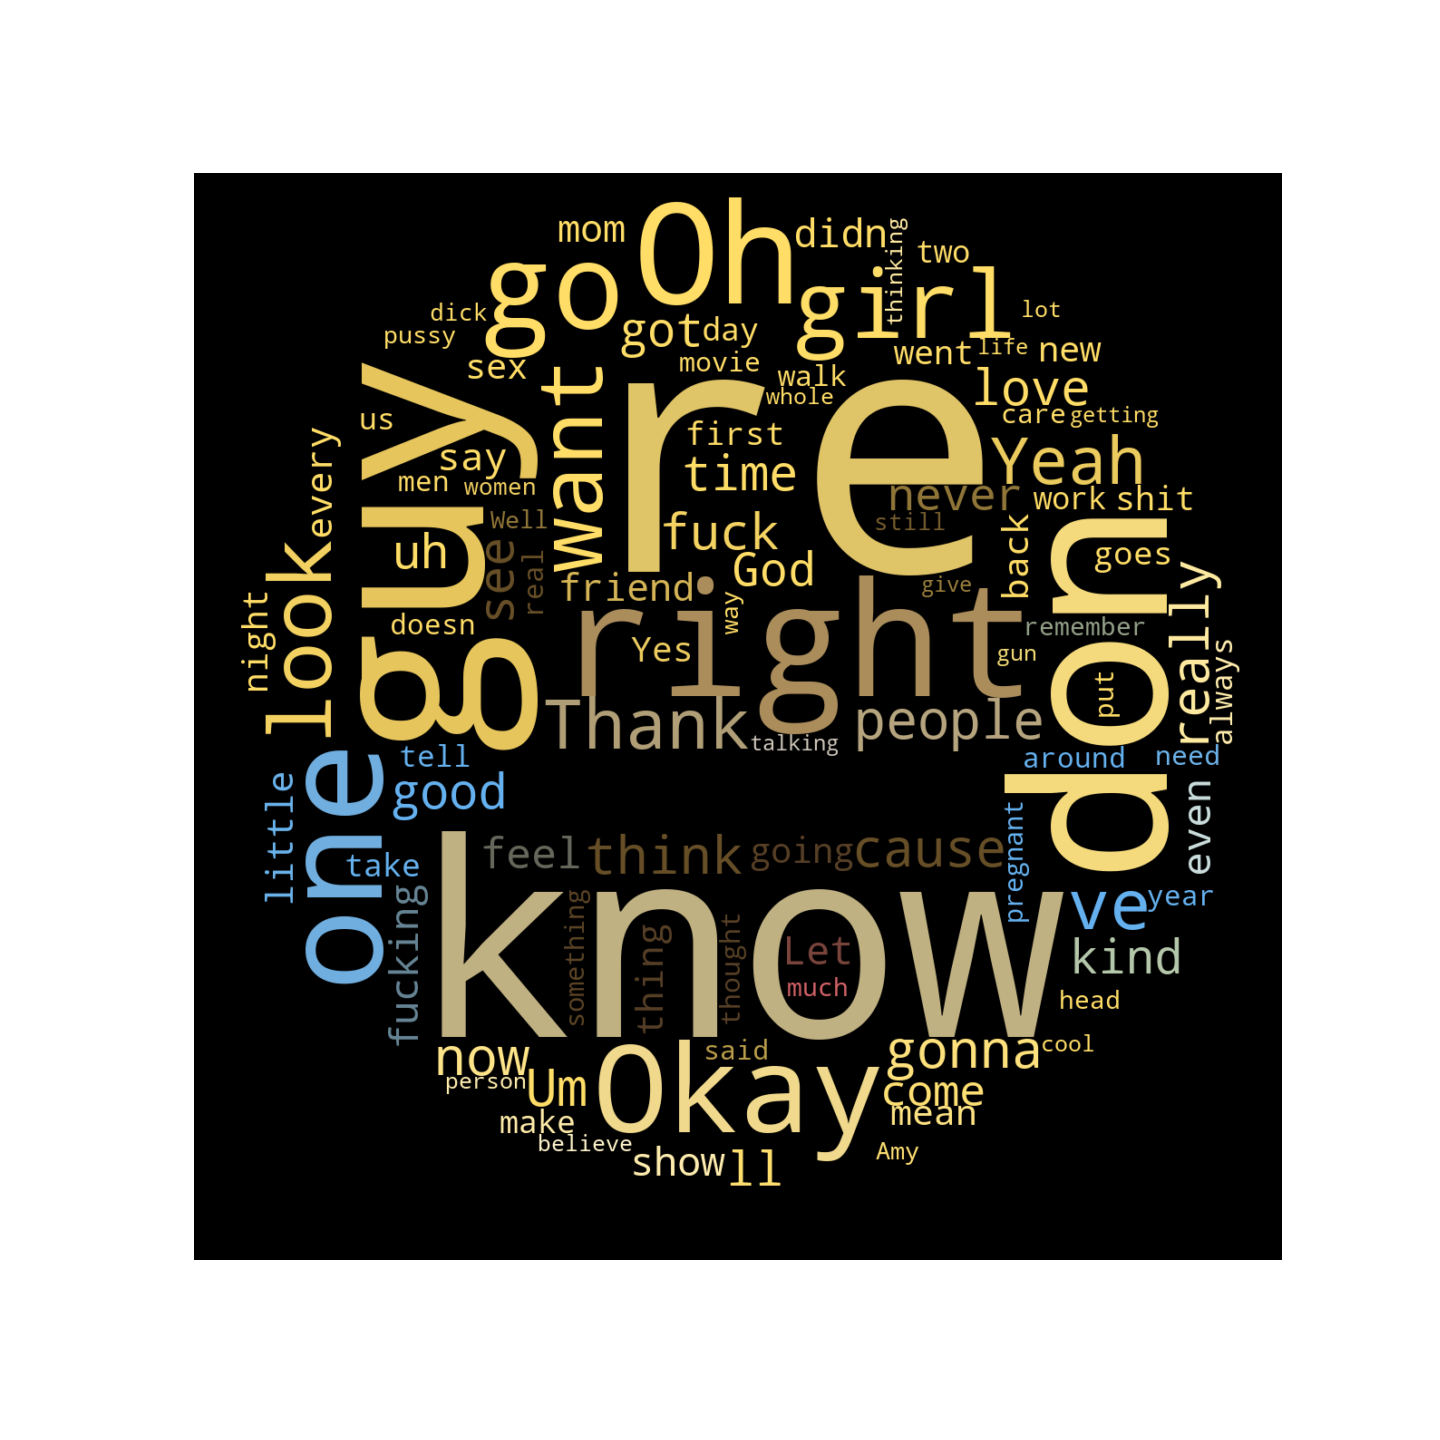 mom
Oh
didn
thinking
two
go
girl
dick
pussy
got
day
lot
sex
movie
walk
whole
went
life
new
love
us
guy
want
re
first
care
getting
say
men
women
time
Yeah
every
Well
never
still
work
shit
look
uh
see
real
fuck
God
back
don
goes
friend
way
give
night
doesn
right
Yes
gun
remember
really
put
always
Thank
talking
people
one
tell
good
around
need
little
take
feel
think
going
cause
pregnant
even
fucking
know
ve
year
something
thing
thought
Let
much
kind
head
now
person
Um
Okay
said
gonna
cool
come
mean
make
believe
show
ll
Amy